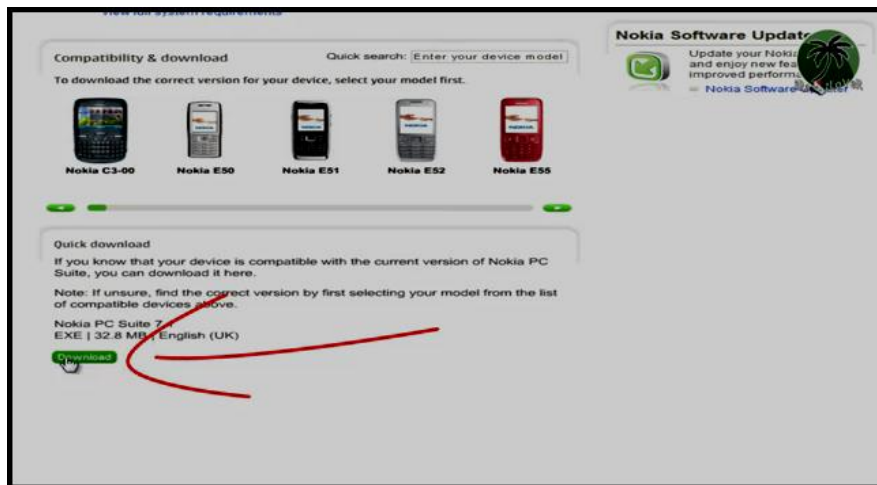 View full system requirements
Compatibility & download
Quick search: Enter your device model
To download the correct version for your device, select your model first.
Nokia C3-00
Nokia E50
Nokia E51
Nokia E52
Nokia E55
Quick download
If you know that your device is compatible with the current version of Nokia PC
Suite, you can download it here.
Note: If unsure, find the correct version by first selecting your model from the list
of compatible devices above.
Nokia PC Suite 7.1
EXE | 32.8 MB | English (UK)
Download
Nokia Software Update
Update your Nokia
and enjoy new
improved
Nokia Software